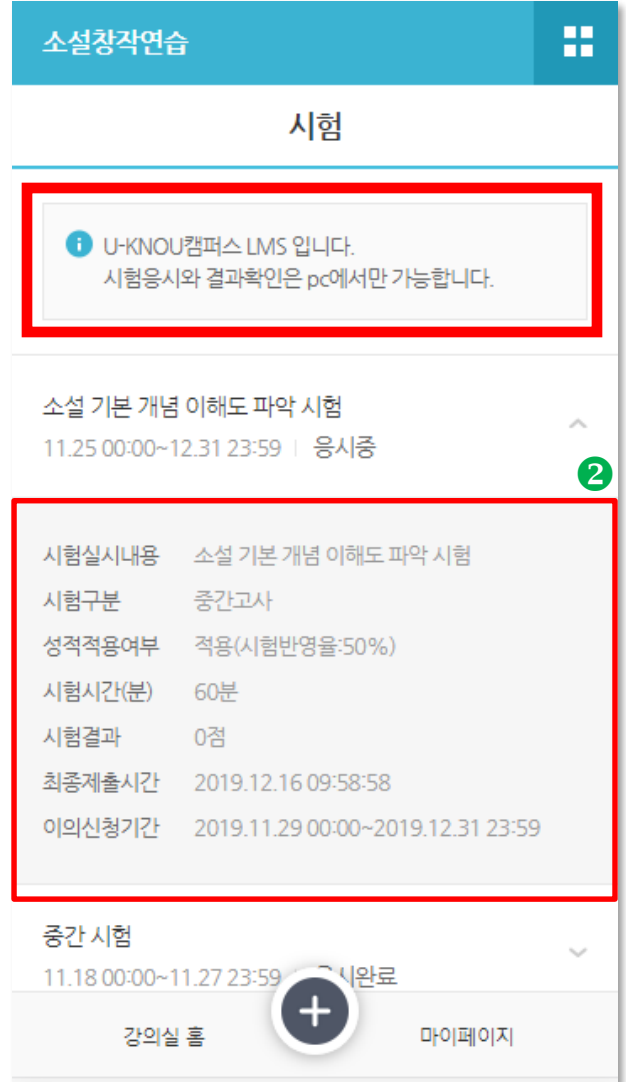 소설창작연습
시험
U-KNOU캠퍼스 LMS 입니다.
시험응시와 결과확인은 pc에서만 가능합니다.
소설 기본 개념 이해도 파악 시험
11.25 00:00~12.31 23:59 | 응시중
2
시험실시내용 소설 기본 개념 이해도 파악 시험
시험구분 중간고사
성적적용여부 적용(시험반영율:50%)
시험시간(분) 60분
시험결과 0점
최종제출시간 2019.12.16 09:58:58
이의신청기간 2019.11.29 00:00~2019.12.31 23:59
중간 시험
11.18 00:00~11.27 23:59
강의실 홈 마이페이지